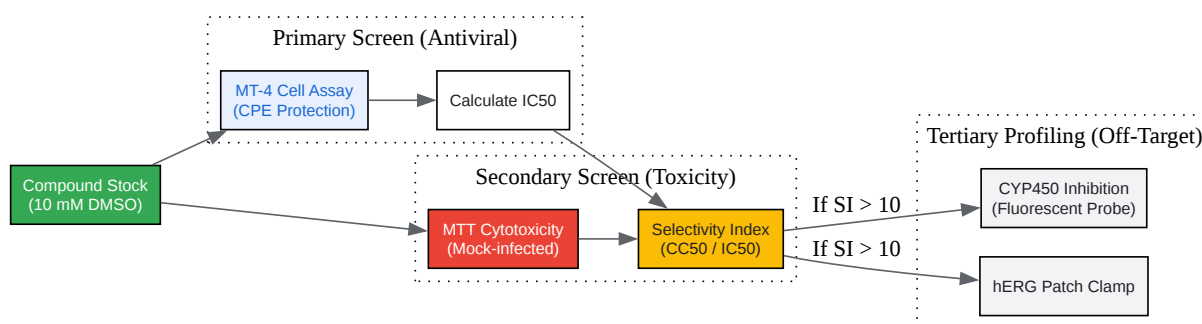 Primary Screen (Antiviral)
MT-4 Cell Assay
(CPE Protection)
Calculate IC50
Compound Stock
(10 mM DMSO)
Secondary Screen (Toxicity)
MTT Cytotoxicity
(Mock-infected)
Selectivity Index
(CC50 / IC50)
If SI > 10
If SI > 10
Tertiary Profiling (Off-Target)
CYP450 Inhibition
(Fluorescent Probe)
hERG Patch Clamp